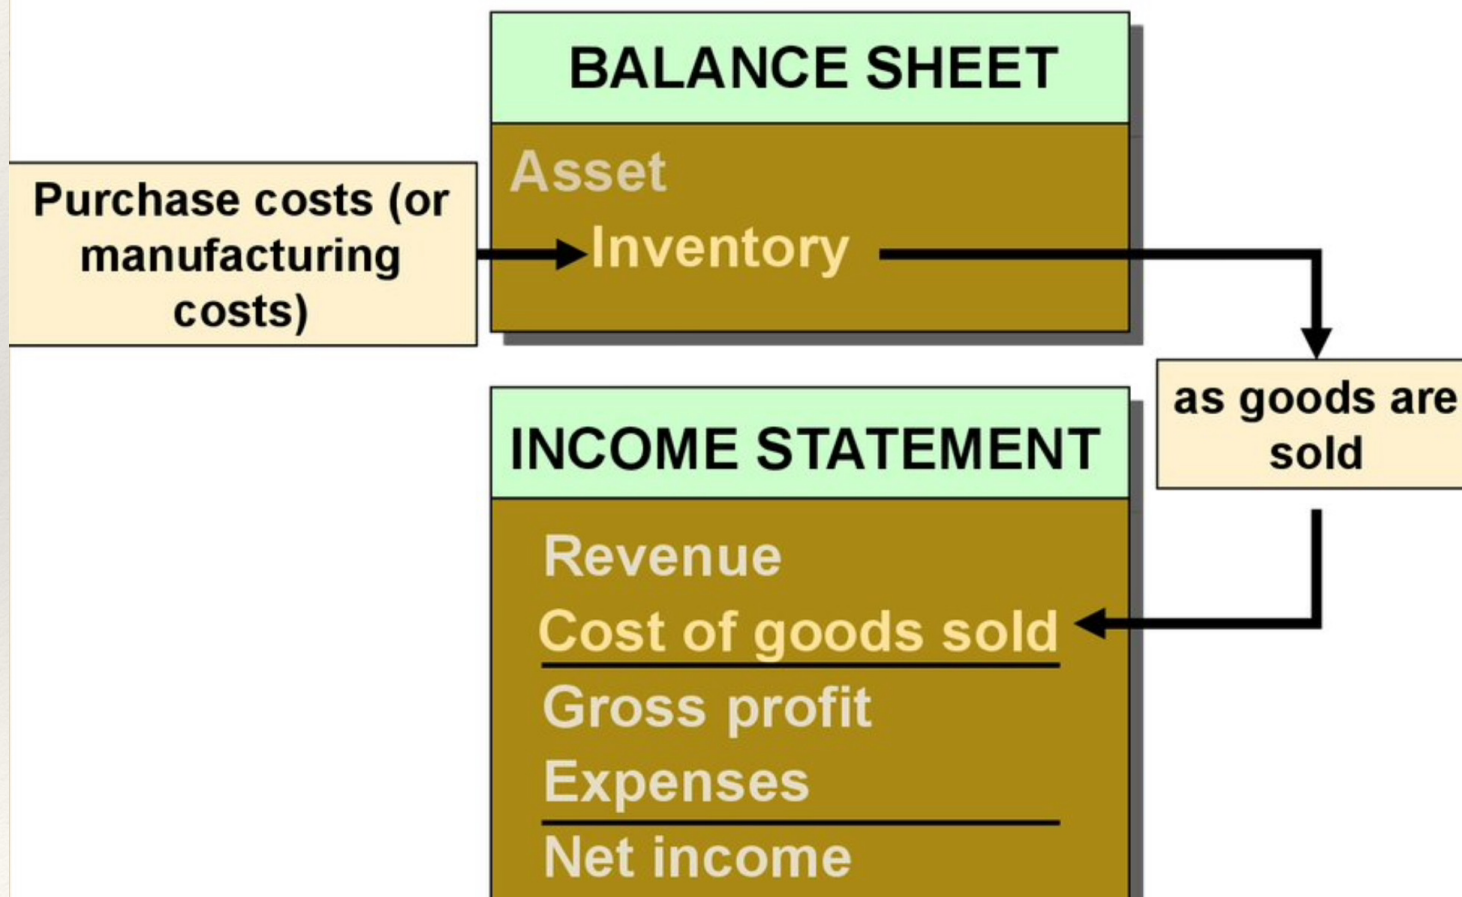 BALANCE SHEET
Asset
Purchase costs (or
manufacturing
costs)
Inventory
as goods are
sold
INCOME STATEMENT
Revenue
Cost of goods sold
Gross profit
Expenses
Net income